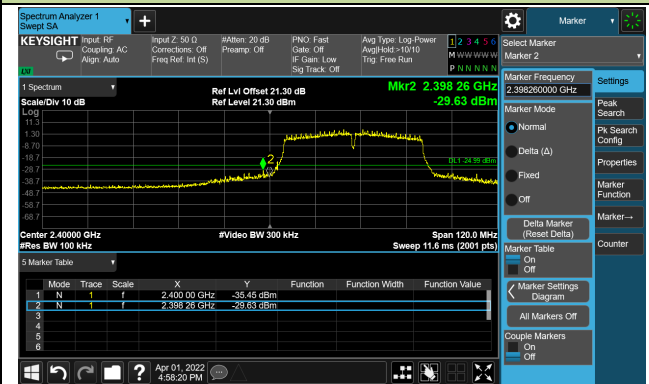 Spectrum Analyzer 1
Swept SA
Marker
KEYSIGHT
Input: RF
Coupling: AC
Align: Auto
Input Z: 50 Ω
Corrections: Off
Freq Ref: Int (S)
#Atten: 20 dB
Preamp: Off
PNO: Fast
Gate: Off
IF Gain: Low
Sig Track: Off
Avg Type: Log-Power
Avg|Hold:>10/10
Trig: Free Run
1 2 3 4 5 6
M W W W W W
P N N N N N
LXI
Select Marker
Marker 2
1 Spectrum
Scale/Div 10 dB
Ref Lvl Offset 21.30 dB
Ref Level 21.30 dBm
Mkr2 2.398 26 GHz
-29.63 dBm
Log
11.3
1.30
-8.70
-18.7
-28.7
-38.7
-48.7
-58.7
-68.7
2
DL1 -24.99 dBm
Center 2.40000 GHz
#Res BW 100 kHz
#Video BW 300 kHz
Span 120.0 MHz
Sweep 11.6 ms (2001 pts)
5 Marker Table
Mode Trace Scale X Y Function Function Width Function Value
1 N 1 f 2.400 00 GHz -35.45 dBm
2 N 1 f 2.398 26 GHz -29.63 dBm
3
4
5
6
Marker Frequency
2.398260000 GHz
Marker Mode
Normal
Delta (Δ)
Fixed
Off
Delta Marker
(Reset Delta)
Marker Table
On
Off
Marker Settings
Diagram
All Markers Off
Couple Markers
On
Off
Settings
Peak
Search
Pk Search
Config
Properties
Marker
Function
Marker→
Counter
?
Apr 01, 2022
4:58:20 PM